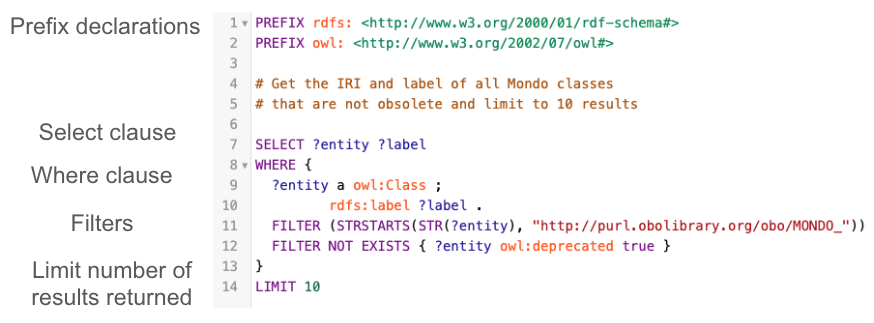 Prefix declarations
1 PREFIX rdfs: <http://www.w3.org/2000/01/rdf-schema#>
2 PREFIX owl: <http://www.w3.org/2002/07/owl#>
3
4 # Get the IRI and label of all Mondo classes
5 # that are not obsolete and limit to 10 results
6
Select clause
7 SELECT ?entity ?label
Where clause
8 WHERE {
9 ?entity a owl:Class ;
10 rdfs:label ?label .
Filters
11 FILTER (STRSTARTS(STR(?entity), "http://purl.obolibrary.org/obo/MONDO_"))
12 FILTER NOT EXISTS { ?entity owl:deprecated true }
13 }
Limit number of
results returned
14 LIMIT 10